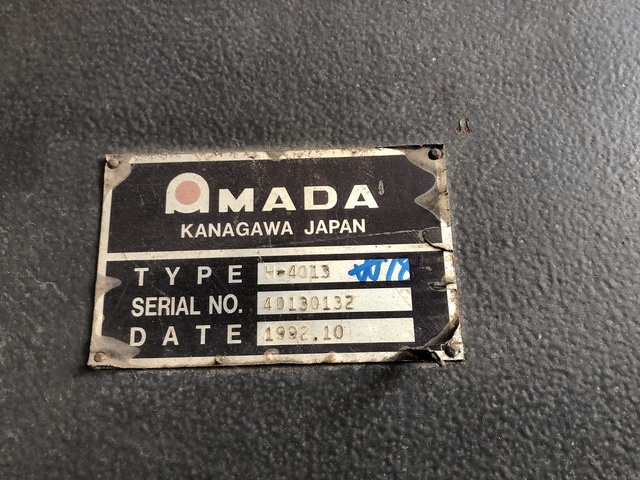 AMADA
KANAGAWA JAPAN
TYPE H-4013
SERIAL NO. 40130132
DATE 1992.10